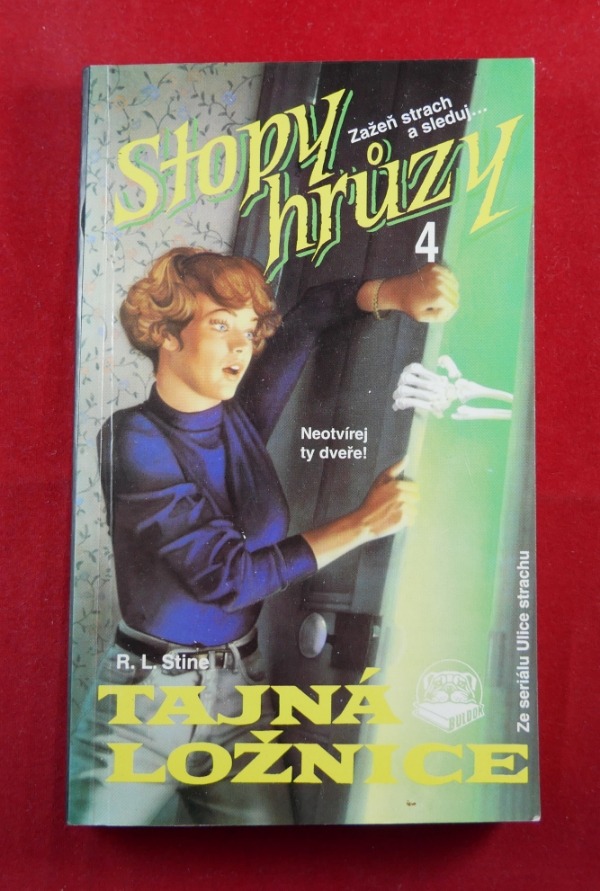 Stopy
hrůzy
Zažeň strach
a sleduj...
4
Neotvírej
ty dveře!
R. L. Stine
TAJNÁ
LOŽNICE
BULDOK
Ze seriálu Ulice strachu